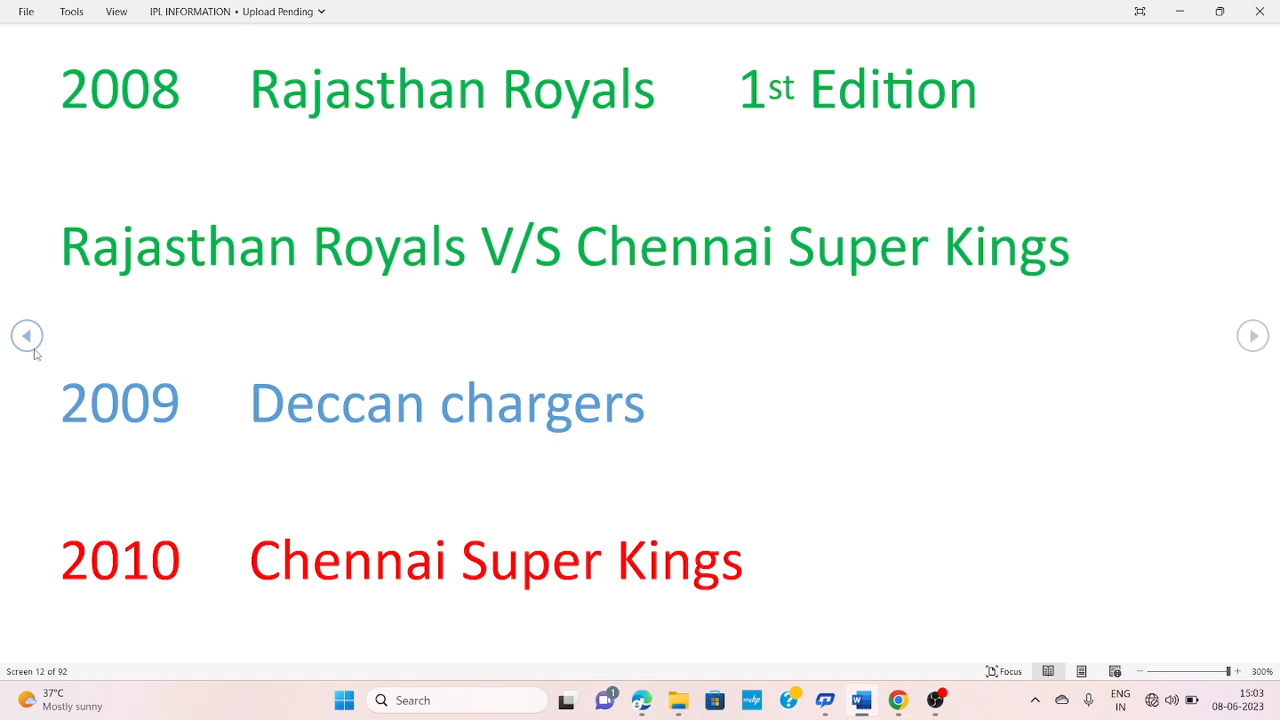 File Tools View IPL INFORMATION • Upload Pending
2008 Rajasthan Royals 1st Edition
Rajasthan Royals V/S Chennai Super Kings
2009 Deccan chargers
2010 Chennai Super Kings
Screen 12 of 92 Focus 300%
37°C
Mostly sunny
Search
1
ENG
IN
15:03
08-06-2023